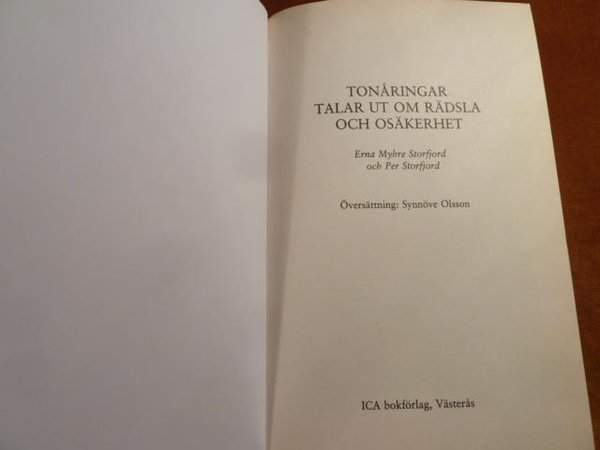 TONÅRINGAR
TALAR UT OM RÄDSLA
OCH OSÄKERHET
Erna Myhre Storfjord
och Per Storfjord
Översättning: Synnöve Olsson
ICA bokförlag, Västerås